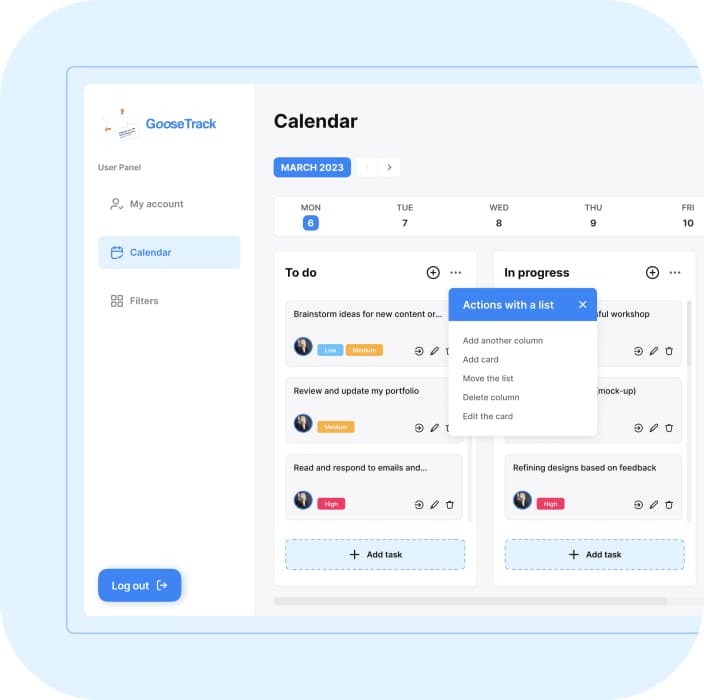 GooseTrack
User Panel
My account
Calendar
Filters
Log out
Calendar
MARCH 2023
MON TUE WED THU FRI
6 7 8 9 10
To do
Brainstorm ideas for new content or...
Low Medium
Review and update my portfolio
Medium
Read and respond to emails and...
High
Add task
In progress
ful workshop
(mock-up)
Refining designs based on feedback
High
Add task
Actions with a list
Add another column
Add card
Move the list
Delete column
Edit the card